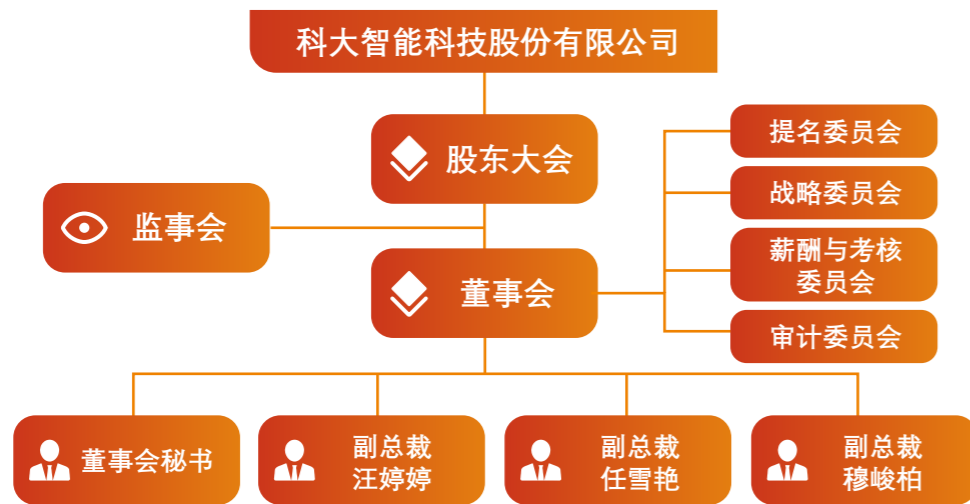 科大智能科技股份有限公司
股东大会
监事会
董事会
提名委员会
战略委员会
薪酬与考核
委员会
审计委员会
董事会秘书
副总裁
汪婷婷
副总裁
任雪艳
副总裁
穆峻柏